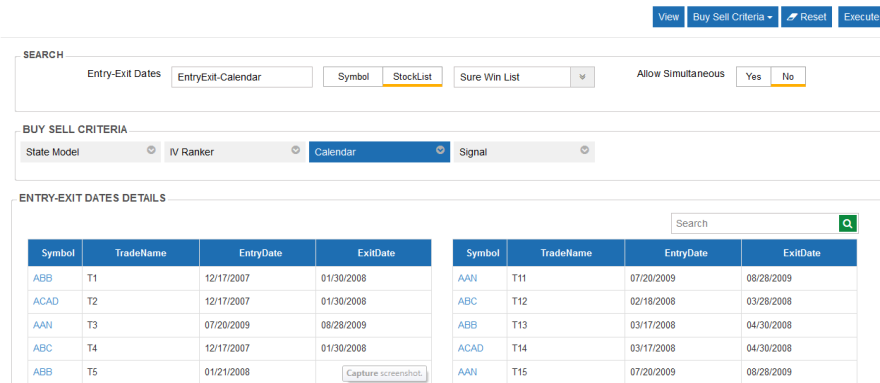 View Buy Sell Criteria Reset Execute
SEARCH
Entry-Exit Dates EntryExit-Calendar Symbol StockList Sure Win List Allow Simultaneous Yes No
BUY SELL CRITERIA
State Model IV Ranker Calendar Signal
ENTRY-EXIT DATES DETAILS
Search
Symbol TradeName EntryDate ExitDate Symbol TradeName EntryDate ExitDate
ABB T1 12/17/2007 01/30/2008 AAN T11 07/20/2009 08/28/2009
ACAD T2 12/17/2007 01/30/2008 ABC T12 02/18/2008 03/28/2008
AAN T3 07/20/2009 08/28/2009 ABB T13 03/17/2008 04/30/2008
ABC T4 12/17/2007 01/30/2008 ACAD T14 03/17/2008 04/30/2008
ABB T5 01/21/2008 Capture screenshot. AAN T15 07/20/2009 08/28/2009